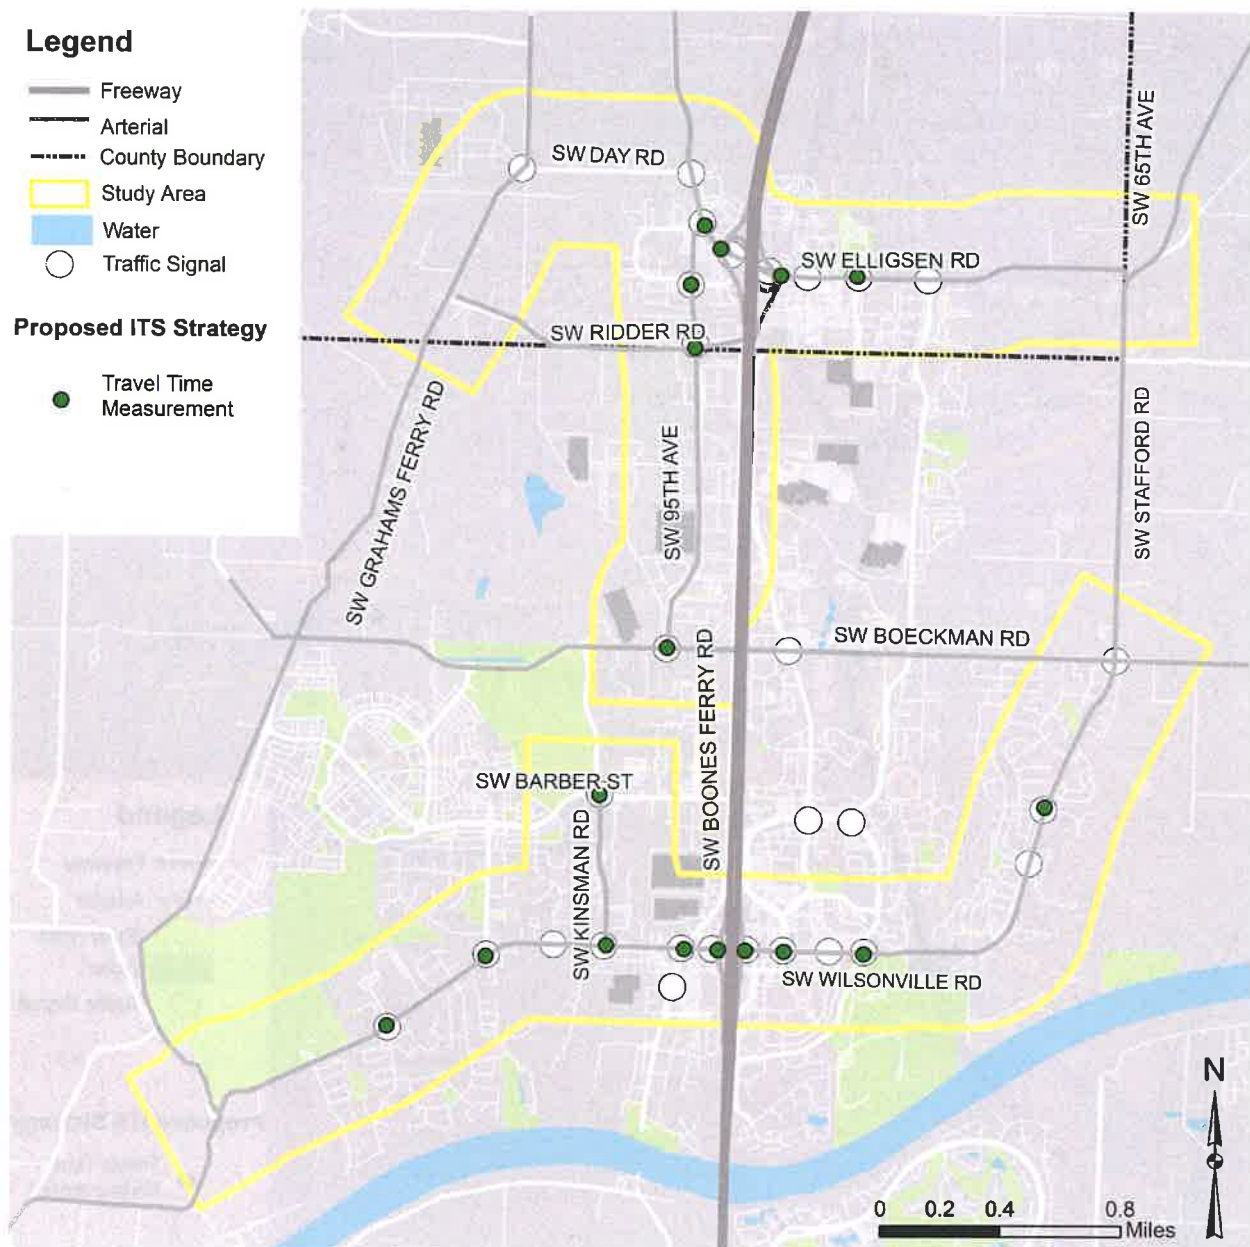 Legend
Freeway
Arterial
County Boundary
Study Area
Water
Traffic Signal
Proposed ITS Strategy
Travel Time
Measurement
SW DAY RD
SW 65TH AVE
SW ELLIGSEN RD
SW RIDDER RD
SW GRAHAMS FERRY RD
SW 95TH AVE
SW STAFFORD RD
SW BOECKMAN RD
SW BOONES FERRY RD
SW BARBER ST
SW KINSMAN RD
SW WILSONVILLE RD
N
0 0.2 0.4 0.8
Miles